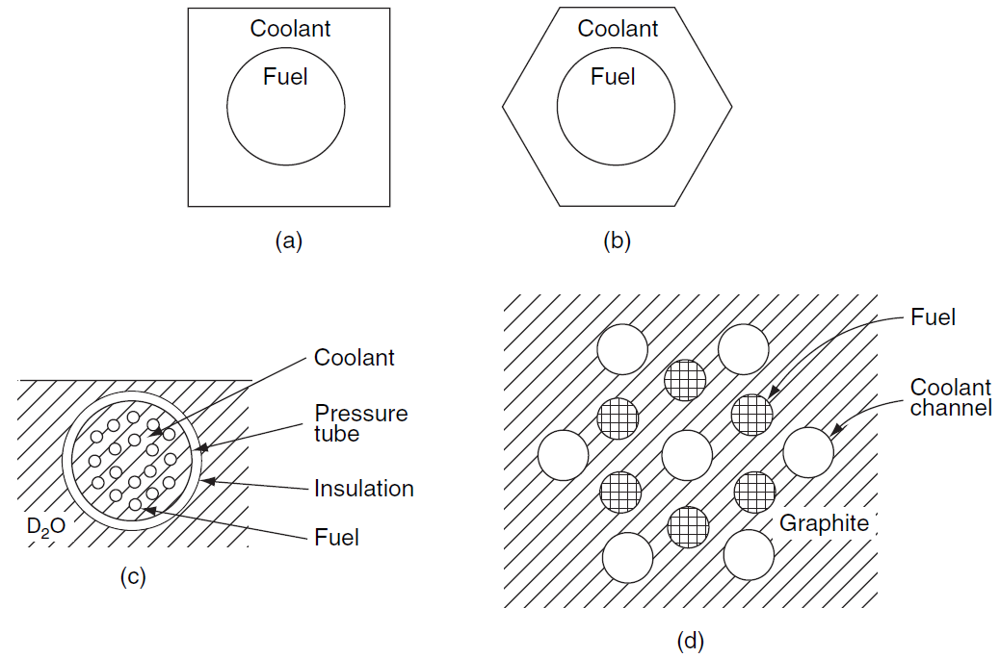 Coolant
Fuel
(a)
Coolant
Fuel
(b)
Coolant
Pressure
tube
Insulation
Fuel
D₂O
(c)
Fuel
Coolant
channel
Graphite
(d)